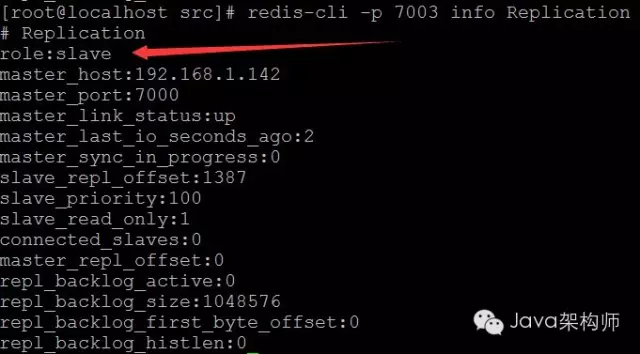 [root@localhost src]# redis-cli -p 7003 info Replication
# Replication
role:slave
master_host:192.168.1.142
master_port:7000
master_link_status:up
master_last_io_seconds_ago:2
master_sync_in_progress:0
slave_repl_offset:1387
slave_priority:100
slave_read_only:1
connected_slaves:0
master_repl_offset:0
repl_backlog_active:0
repl_backlog_size:1048576
repl_backlog_first_byte_offset:0
repl_backlog_histlen:0
Java架构师